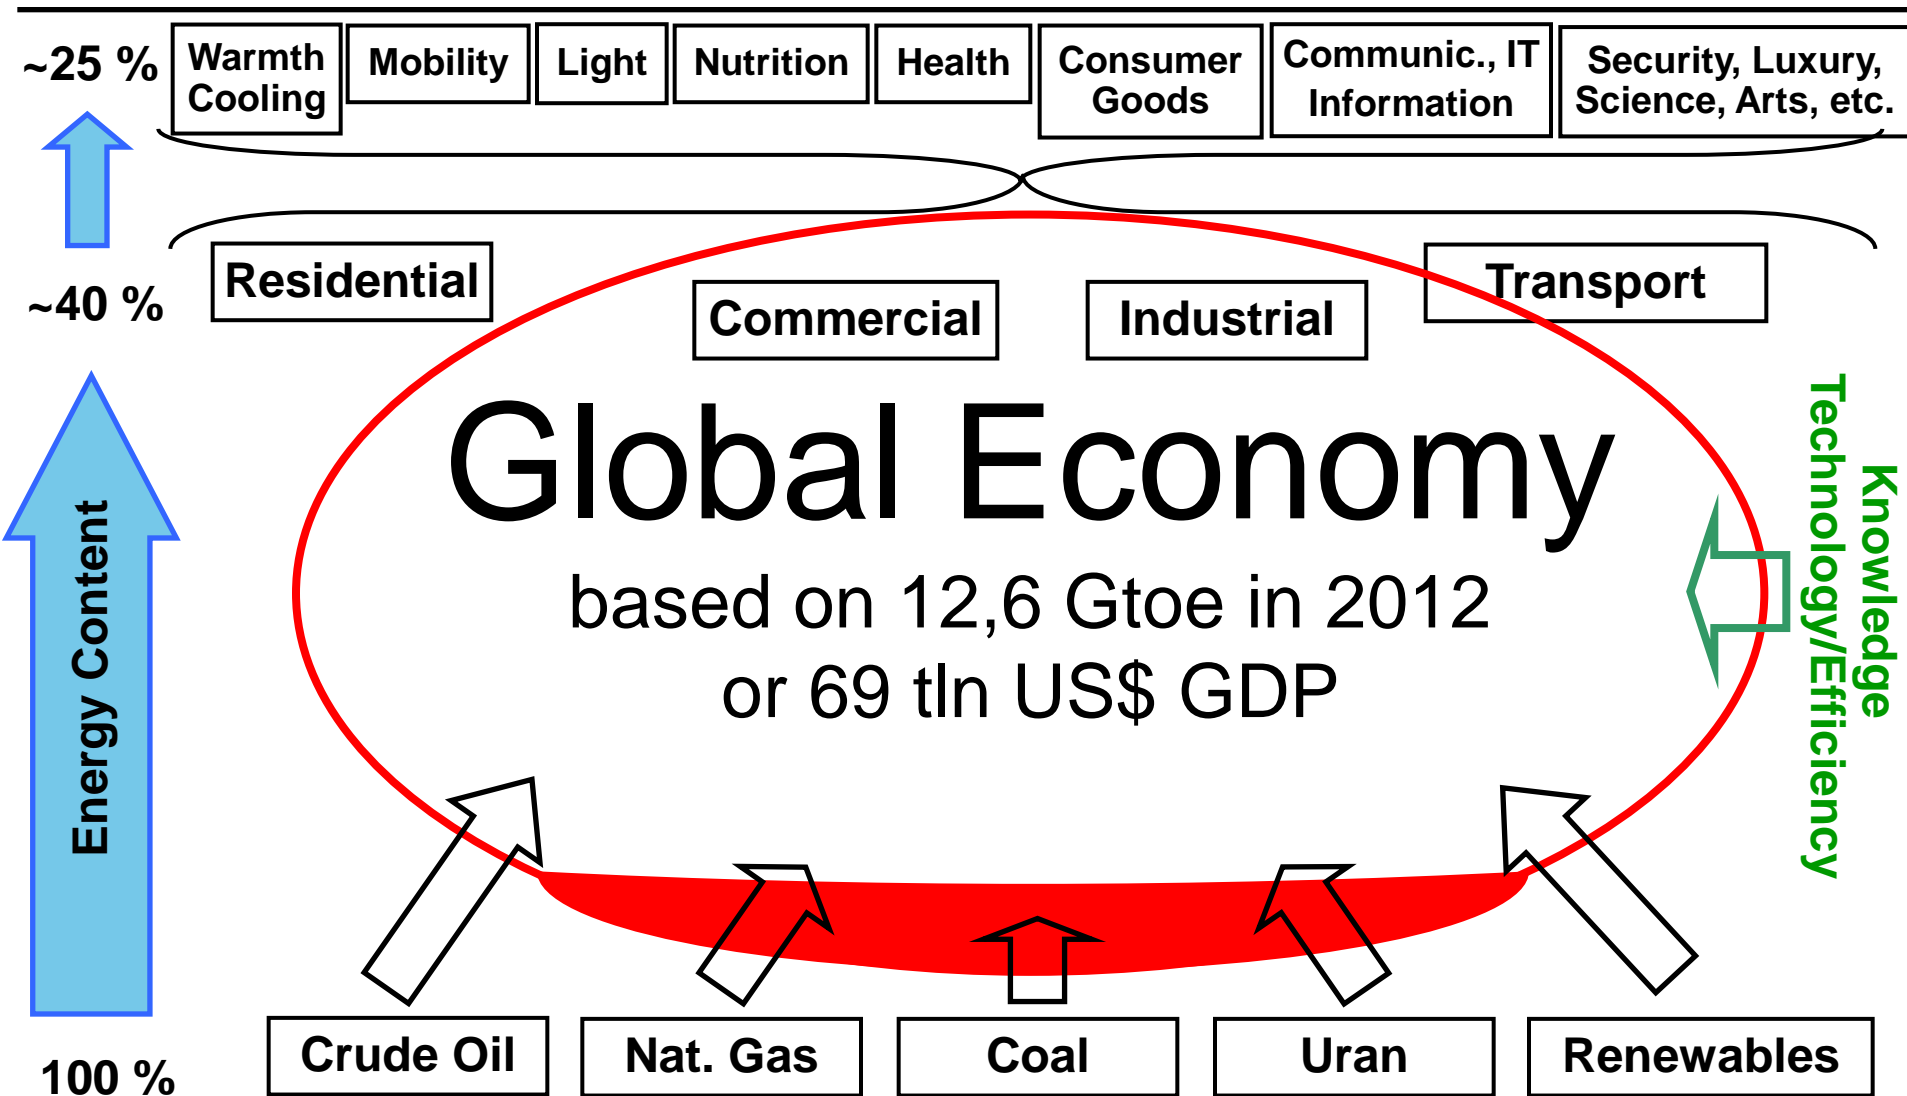 ~25 %
Warmth
Cooling
Mobility
Light
Nutrition
Health
Consumer
Goods
Communic., IT
Information
Security, Luxury,
Science, Arts, etc.
~40 %
Residential
Commercial
Industrial
Transport
Global Economy
based on 12,6 Gtoe in 2012
or 69 tln US$ GDP
Energy Content
Knowledge
Technology/Efficiency
100 %
Crude Oil
Nat. Gas
Coal
Uran
Renewables